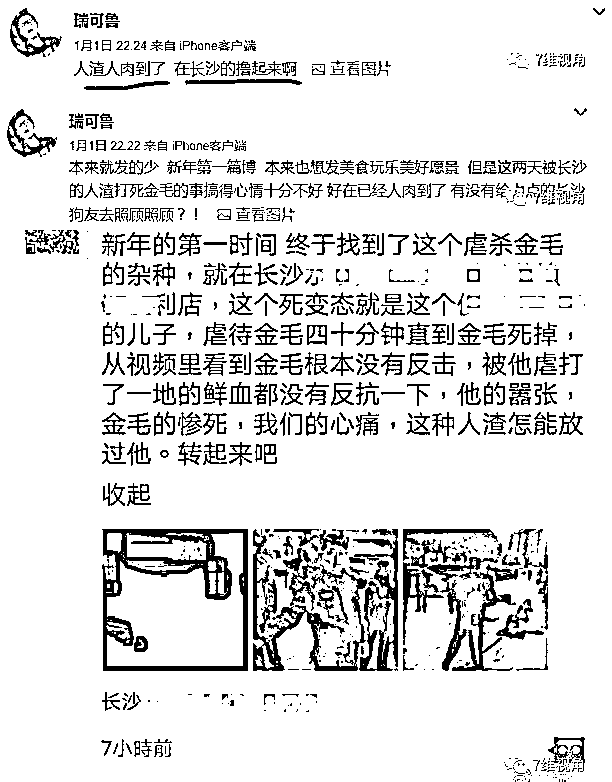 瑞可鲁
1月1日 22:24 来自 iPhone客户端
7维视角
人渣人肉到了 在长沙的撸起来啊 查看图片
瑞可鲁
1月1日 22:22 来自 iPhone客户端
本来就发的少 新年第一篇博 本来也想发美食玩乐美好愿景 但是这两天被长沙
的人渣打死金毛的事搞得心情十分不好 好在已经人肉到了 有没有给力点的长沙
7维视角
狗友去照顾照顾?! 查看图片
新年的第一时间 终于找到了这个虐杀金毛
的杂种,就在长沙
利店,这个死变态就是这个
的儿子,虐待金毛四十分钟直到金毛死掉,
从视频里看到金毛根本没有反击,被他虐打
了一地的鲜血都没有反抗一下,他的嚣张,
金毛的惨死,我们的心痛,这种人渣怎能放
过他。转起来吧
收起
长沙
7小時前
7维视角